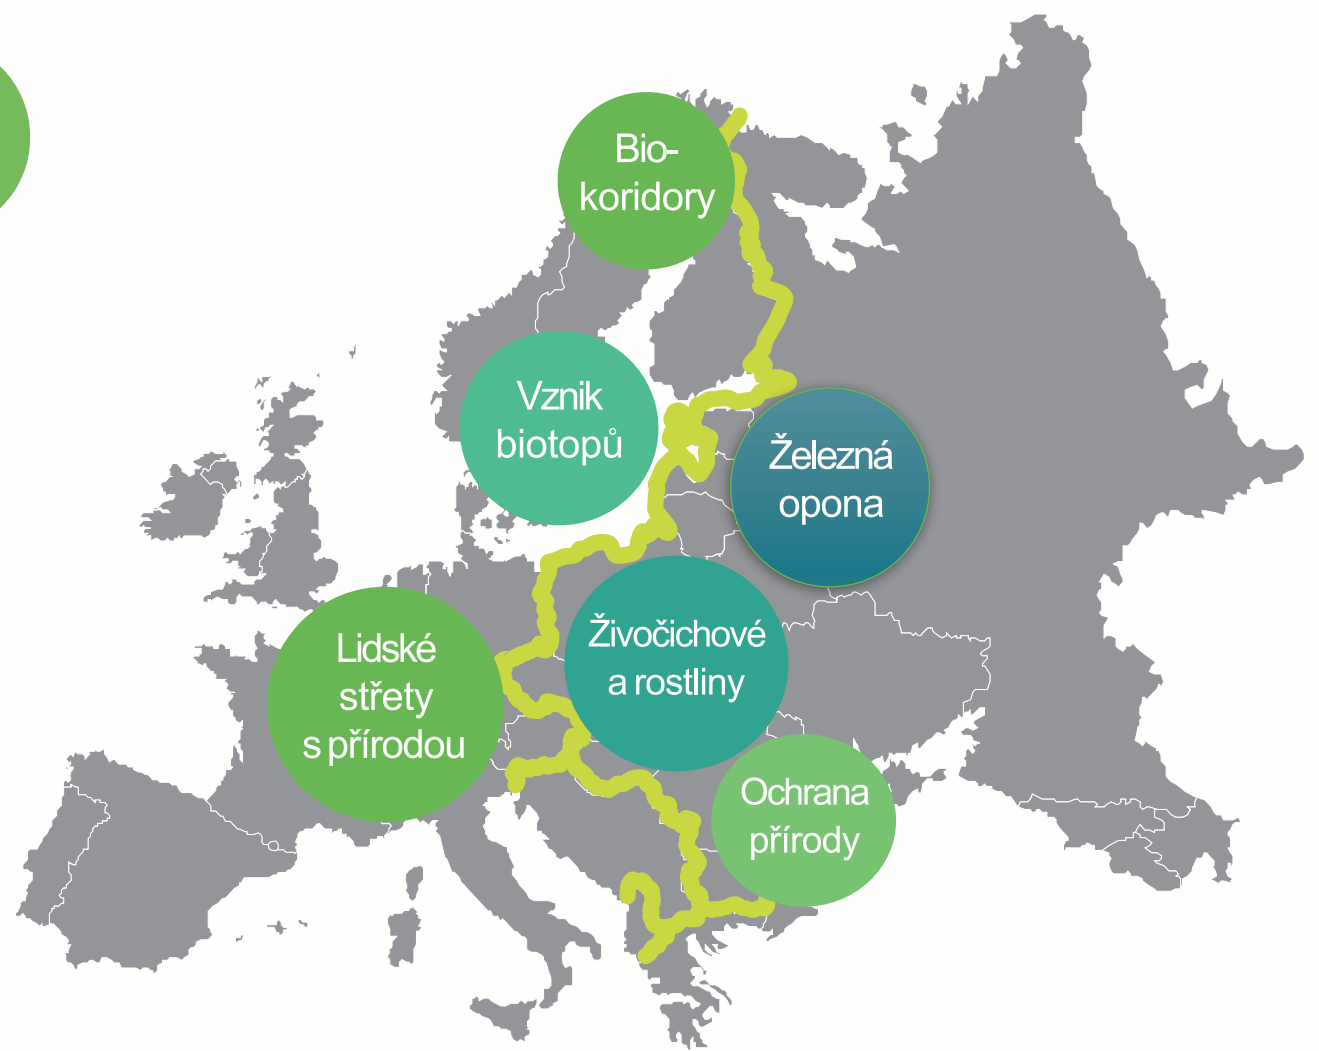 Bio-
koridory
Vznik
biotopů
Železná
opona
Živočichové
a rostliny
Lidské
střety
s přírodou
Ochrana
přírody